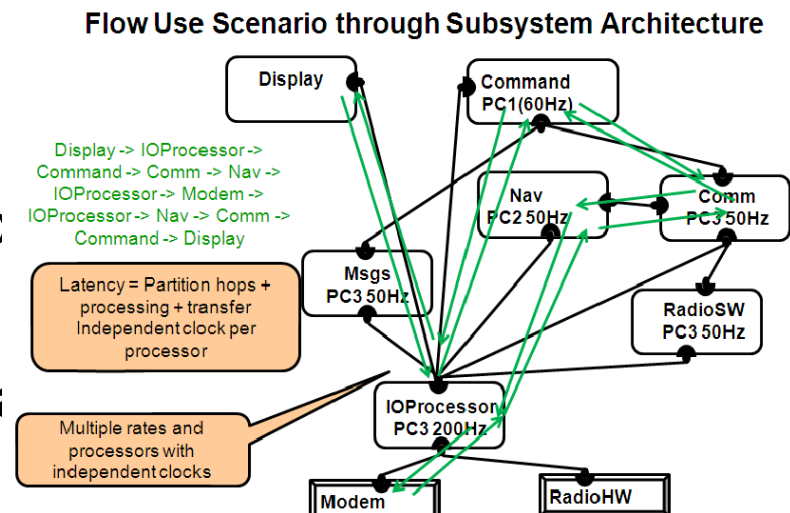 Flow Use Scenario through Subsystem Architecture
Display
Command
PC1(60Hz)
Display -> IOProcessor ->
Command -> Comm -> Nav ->
IOProcessor -> Modem ->
IOProcessor -> Nav -> Comm ->
Command -> Display
Nav
PC2 50Hz
Comm
PC3 50Hz
Msgs
PC3 50Hz
Latency = Partition hops +
processing + transfer
Independent clock per
processor
RadioSW
PC3 50Hz
IOProcessor
PC3 200Hz
Multiple rates and
processors with
independent clocks
Modem
RadioHW